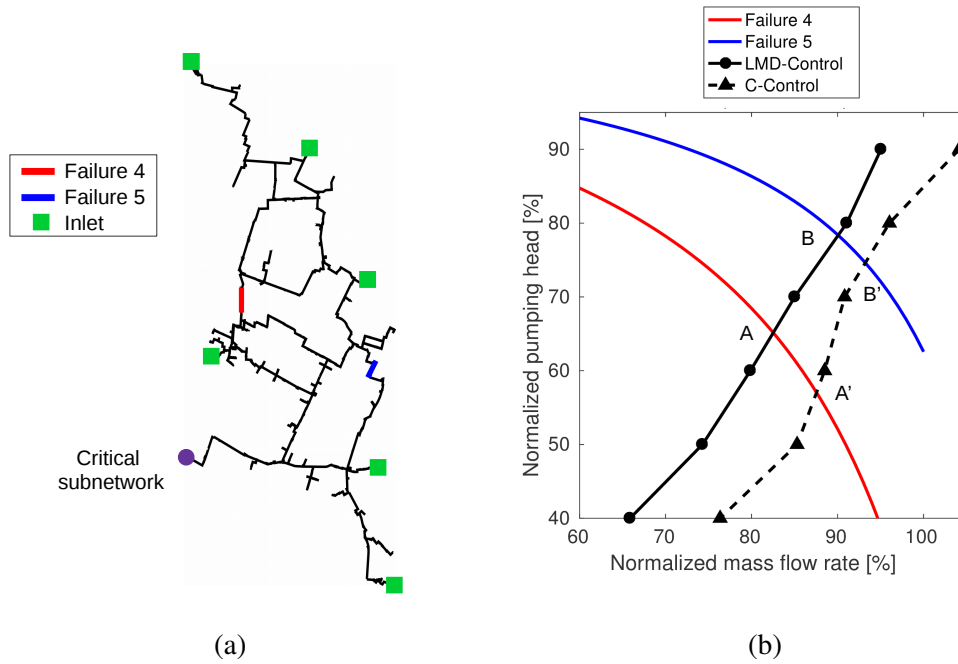 Failure 4
Failure 5
Inlet
Critical
subnetwork
(a)
Failure 4
Failure 5
LMD-Control
C-Control
Normalized pumping head [%]
90
80
70
60
50
40
B
B'
A
A'
60 70 80 90 100
Normalized mass flow rate [%]
(b)